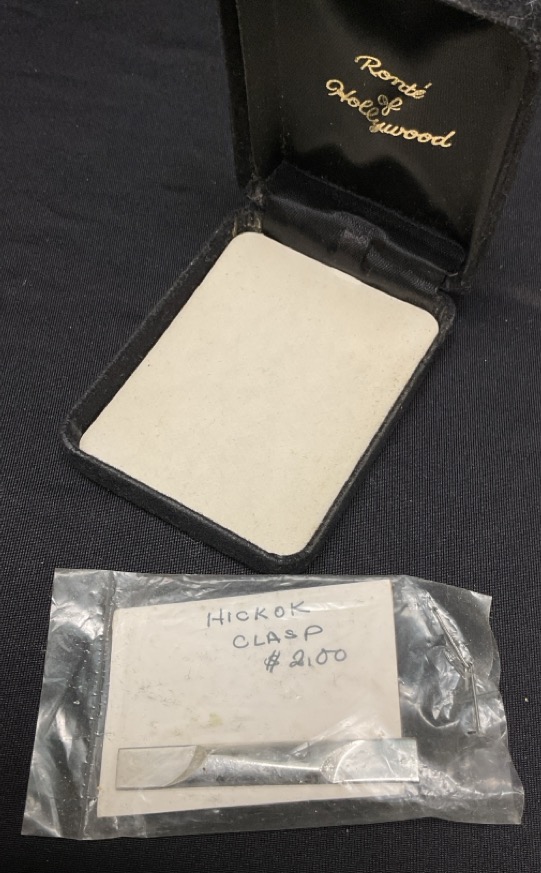 Ronté
of
Hollywood
HICKOK
CLASP
$2.00